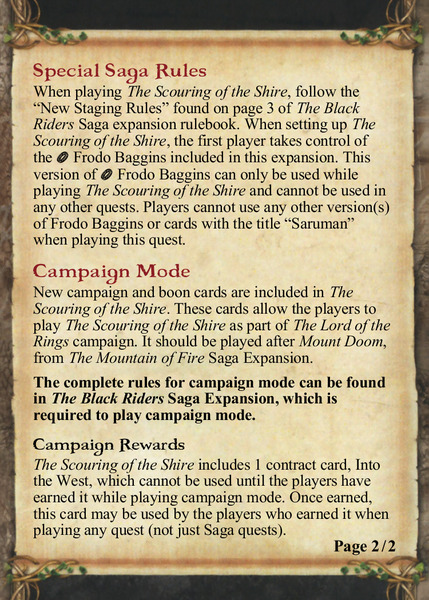 Special Saga Rules
When playing The Scouring of the Shire, follow the
“New Staging Rules” found on page 3 of The Black
Riders Saga expansion rulebook. When setting up The
Scouring of the Shire, the first player takes control of
the Frodo Baggins included in this expansion. This
version of Frodo Baggins can only be used while
playing The Scouring of the Shire and cannot be used in
any other quests. Players cannot use any other version(s)
of Frodo Baggins or cards with the title “Saruman”
when playing this quest.
Campaign Mode
New campaign and boon cards are included in The
Scouring of the Shire. These cards allow the players to
play The Scouring of the Shire as part of The Lord of the
Rings campaign. It should be played after Mount Doom,
from The Mountain of Fire Saga Expansion.
The complete rules for campaign mode can be found
in The Black Riders Saga Expansion, which is
required to play campaign mode.
Campaign Rewards
The Scouring of the Shire includes 1 contract card, Into
the West, which cannot be used until the players have
earned it while playing campaign mode. Once earned,
this card may be used by the players who earned it when
playing any quest (not just Saga quests).
Page 2/2